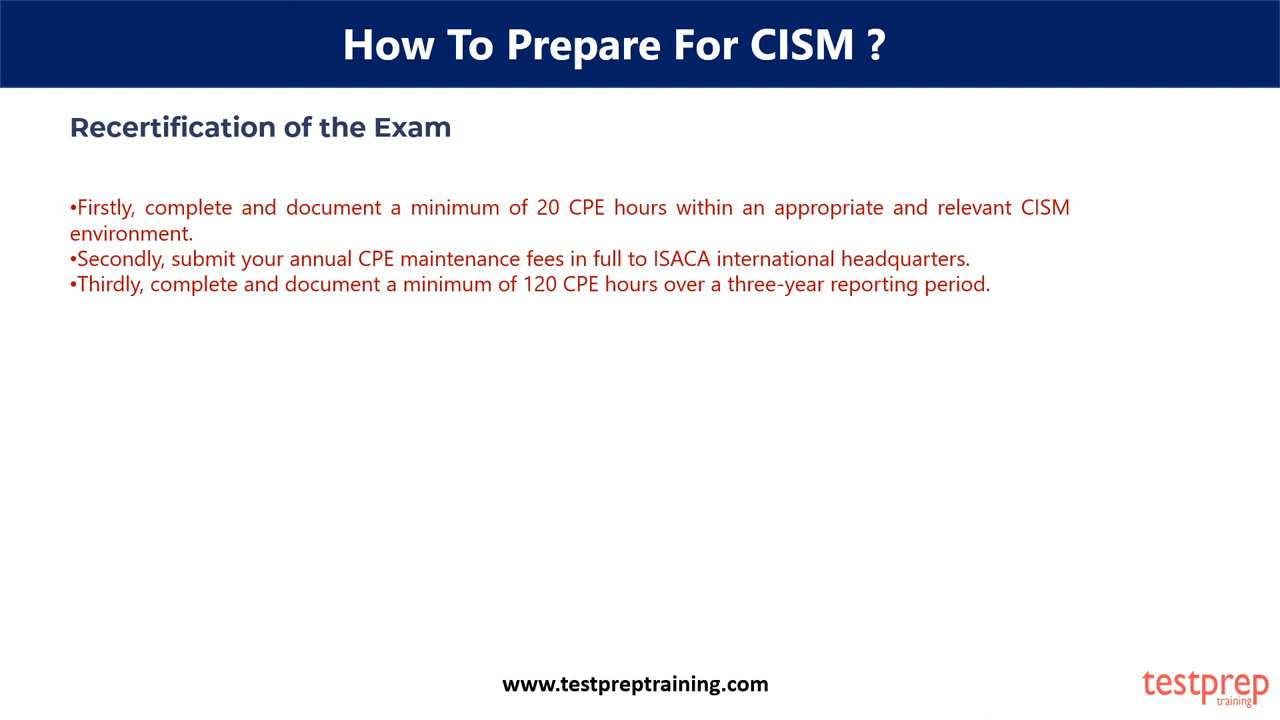 How To Prepare For CISM ?
Recertification of the Exam
•Firstly, complete and document a minimum of 20 CPE hours within an appropriate and relevant CISM
environment.
•Secondly, submit your annual CPE maintenance fees in full to ISACA international headquarters.
•Thirdly, complete and document a minimum of 120 CPE hours over a three-year reporting period.
www.testpreptraining.com
testprep
training